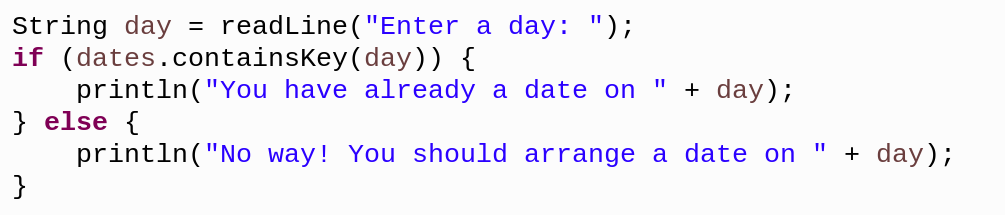 String day = readLine("Enter a day: ");
if (dates.containsKey(day)) {
    println("You have already a date on " + day);
} else {
    println("No way! You should arrange a date on " + day);
}